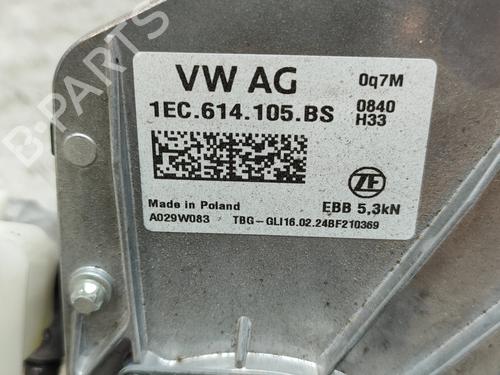 VW AG
0q7M
1EC.614.105.BS
0840
H33
ZF
Made in Poland
EBB 5,3kN
A029W083
TBG-GLI16.02.24BF210369
B-PARTS